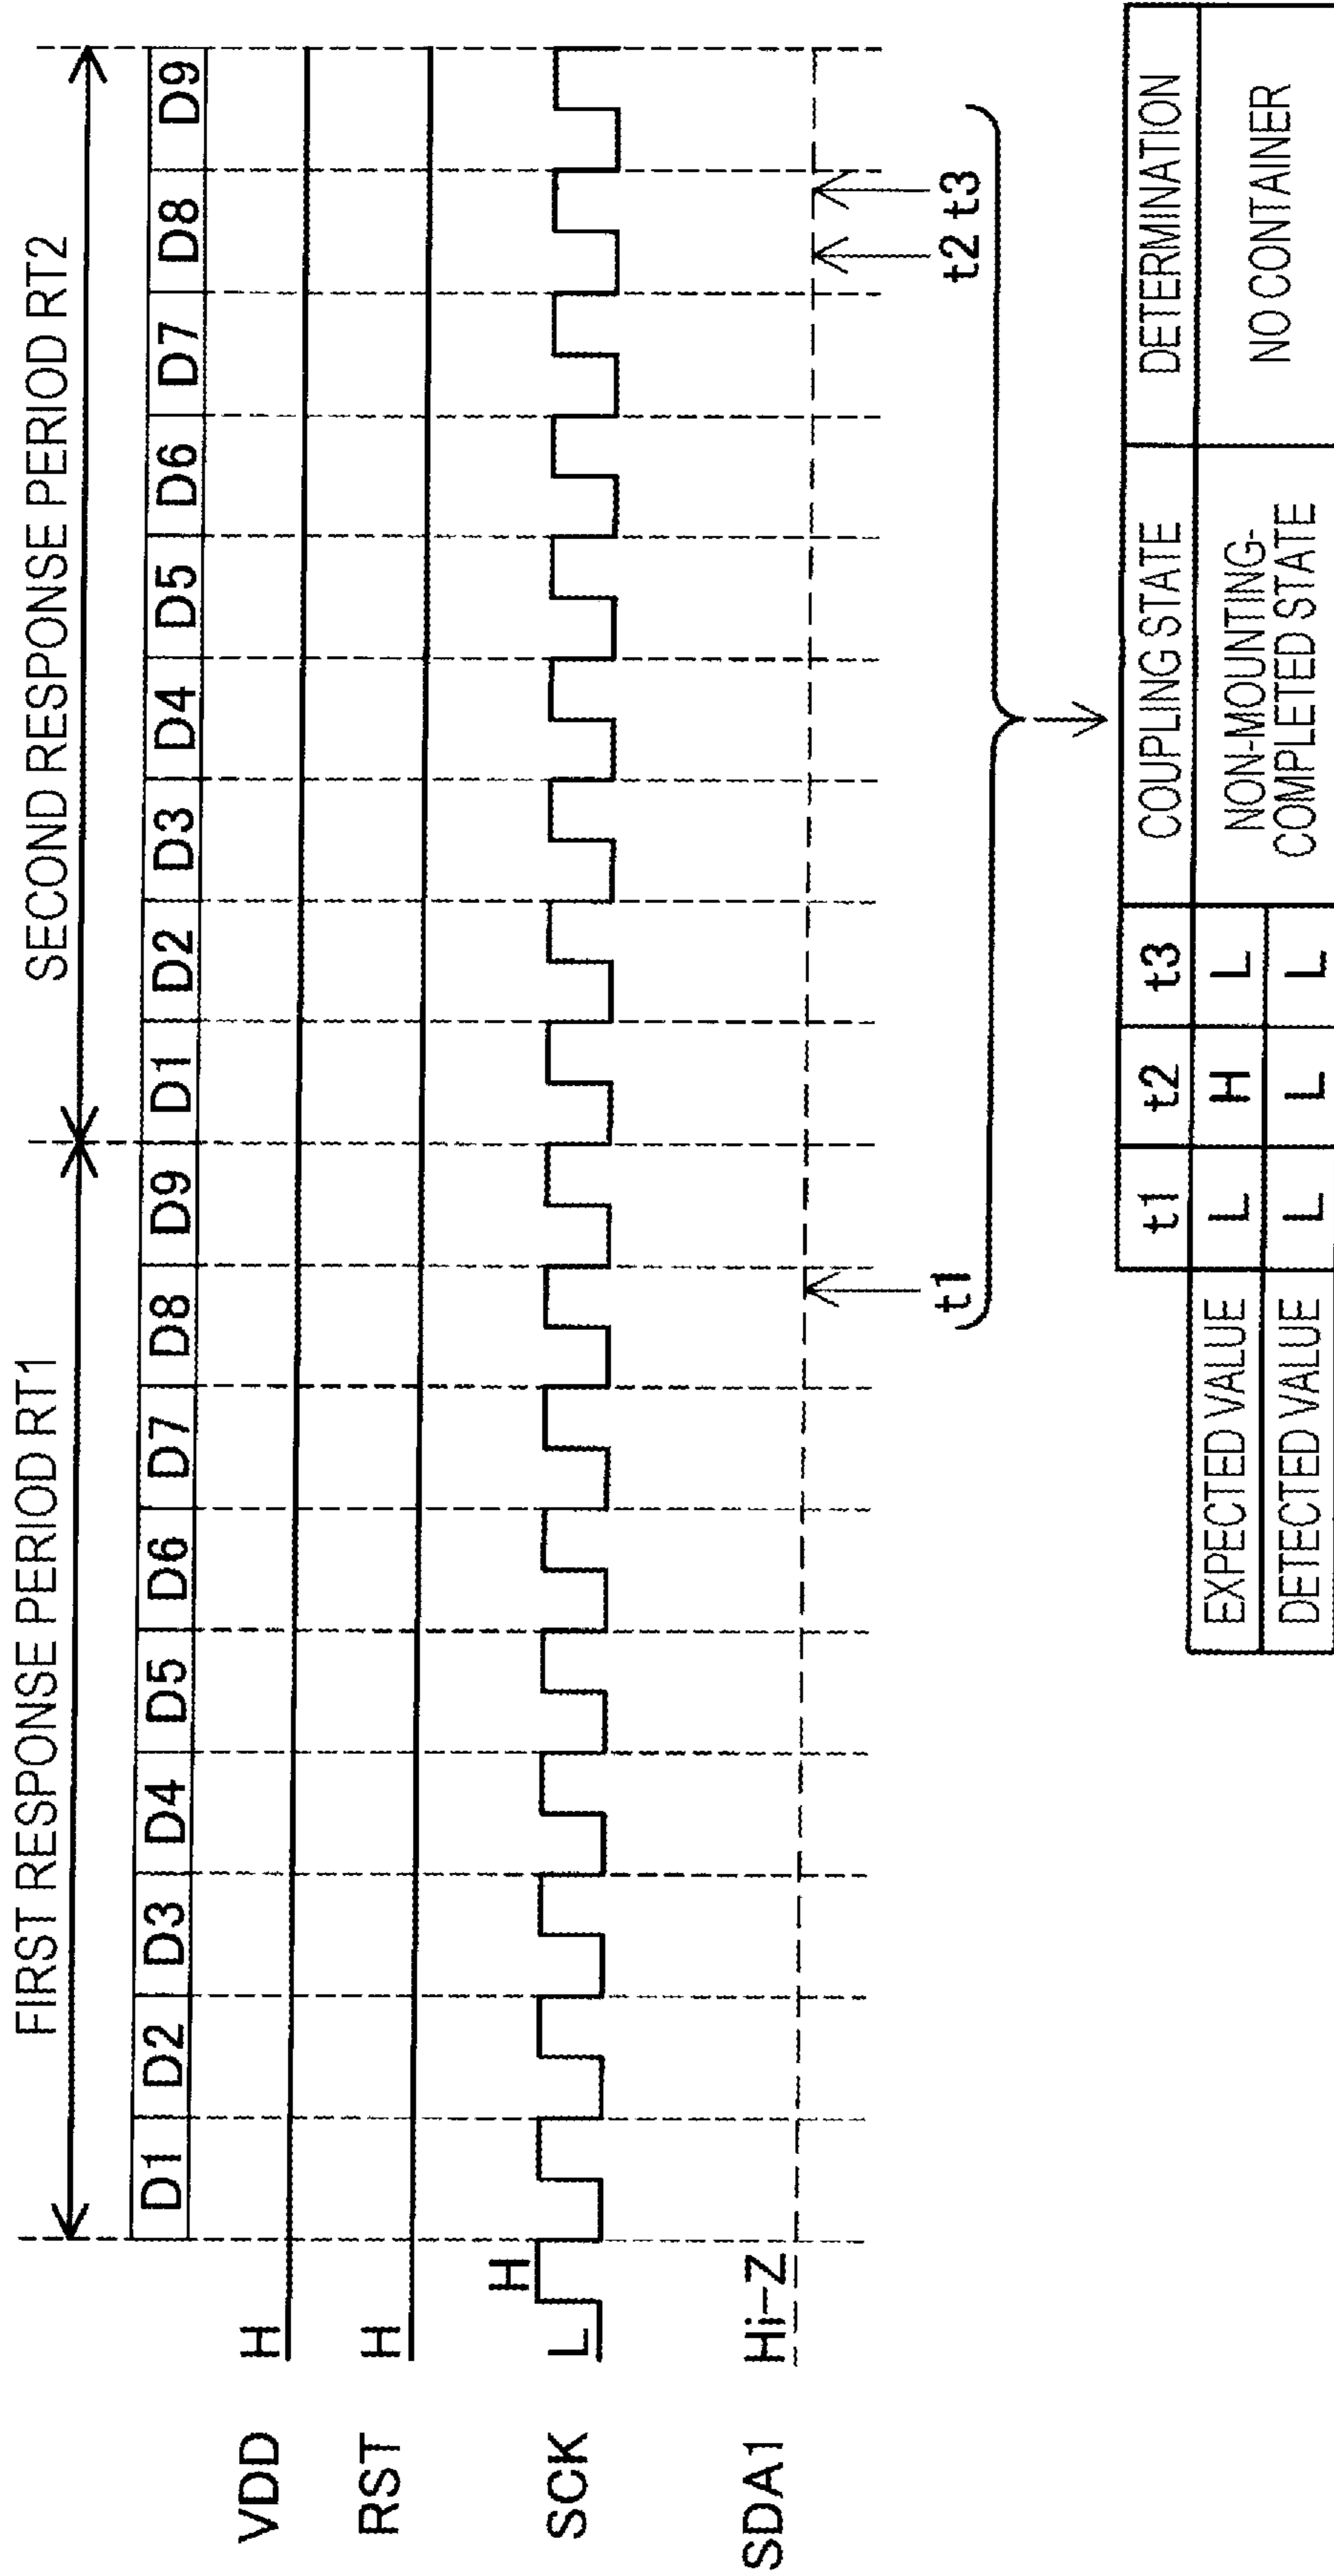 FIRST RESPONSE PERIOD RT1
SECOND RESPONSE PERIOD RT2
D1 D2 D3 D4 D5 D6 D7 D8 D9 D1 D2 D3 D4 D5 D6 D7 D8 D9
VDD H
RST H
SCK L H
SDA1 Hi-Z
t1 t2 t3
t1 t2 t3 COUPLING STATE DETERMINATION
EXPECTED VALUE L H L NON-MOUNTING-
COMPLETED STATE NO CONTAINER
DETECTED VALUE L L L